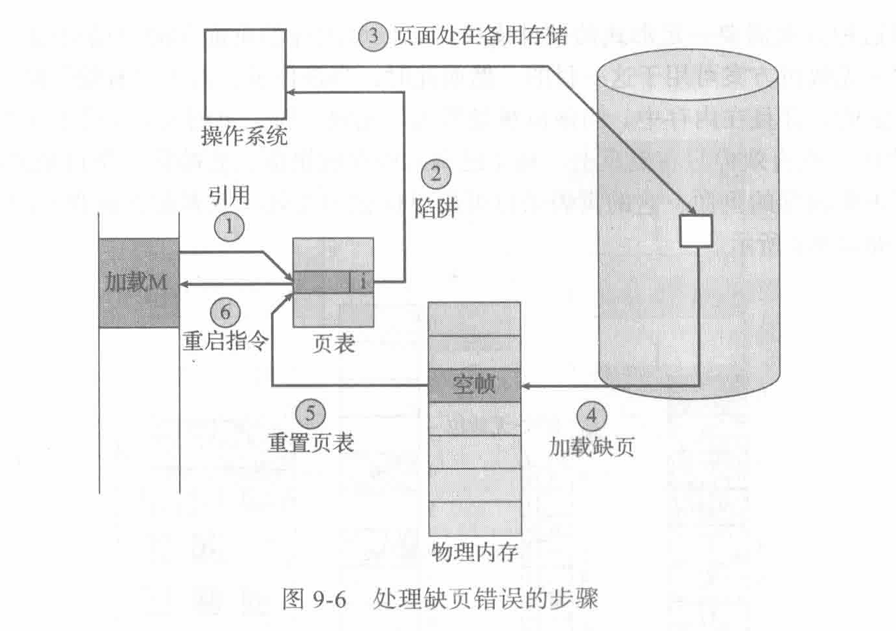 ③ 页面处在备用存储
操作系统
② 陷阱
引用
①
加载M
i
⑥
重启指令
页表
空帧
⑤
重置页表
④
加载缺页
物理内存
图 9-6 处理缺页错误的步骤